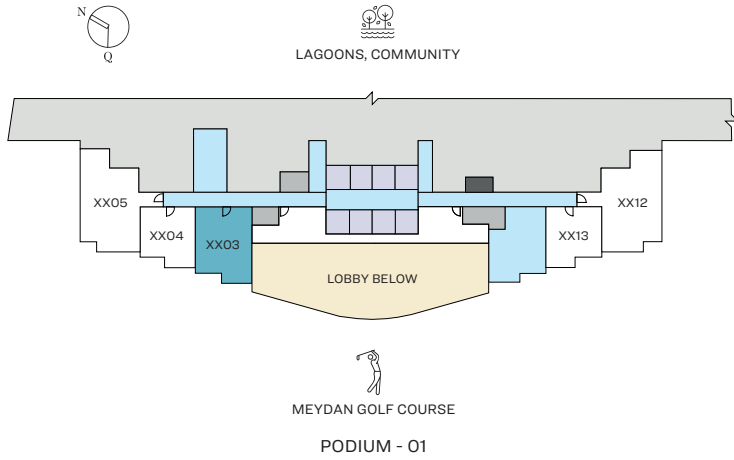 N
Q
LAGOONS, COMMUNITY
XX05
XX12
XX04
XX03
XX13
LOBBY BELOW
MEYDAN GOLF COURSE
PODIUM - 01